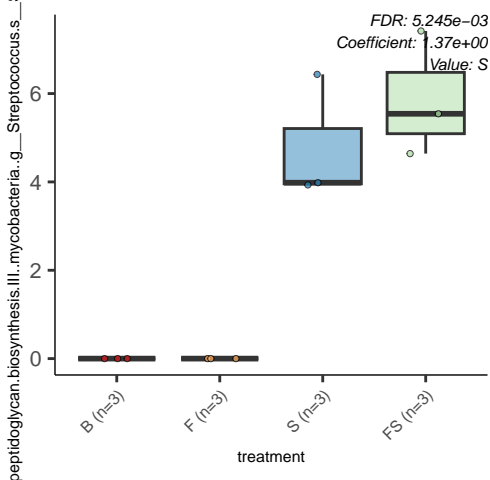 FDR: 5.245e−03
Coefficient: 1.37e+00
Value: S
peptidoglycan.biosynthesis.III..mycobacteria..g__Streptococcus.s__
6
4
2
0
B (n=3)
F (n=3)
S (n=3)
FS (n=3)
treatment